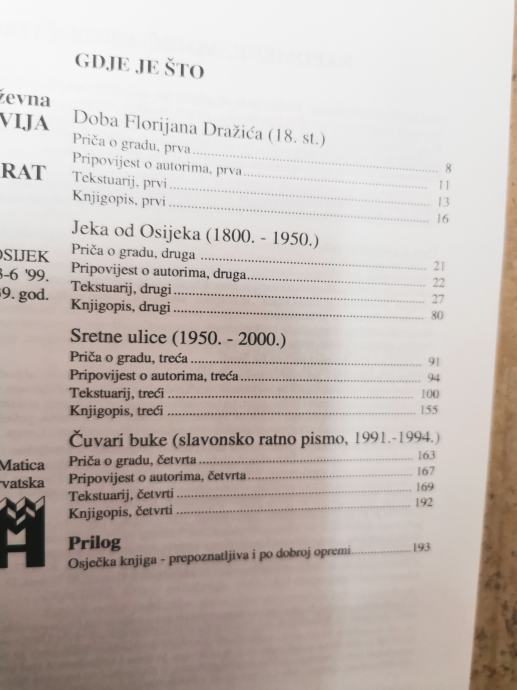 GDJE JE ŠTO
Doba Florijana Dražića (18. st.)
Priča o gradu, prva 8
Pripovijest o autorima, prva 11
Tekstuarij, prvi 13
Knjigopis, prvi 16
Jeka od Osijeka (1800. - 1950.)
Priča o gradu, druga 21
Pripovijest o autorima, druga 22
Tekstuarij, drugi 27
Knjigopis, drugi 80
Sretne ulice (1950. - 2000.)
Priča o gradu, treća 91
Pripovijest o autorima, treća 94
Tekstuarij, treći 100
Knjigopis, treći 155
Čuvari buke (slavonsko ratno pismo, 1991.-1994.)
Priča o gradu, četvrta 163
Pripovijest o autorima, četvrta 167
Tekstuarij, četvrti 169
Knjigopis, četvrti 192
Prilog
Osječka knjiga - prepoznatljiva i po dobroj opremi 193
ževna
VIJA
RAT
OSIJEK
3-6 '99.
99. god.
Matica
rvatska